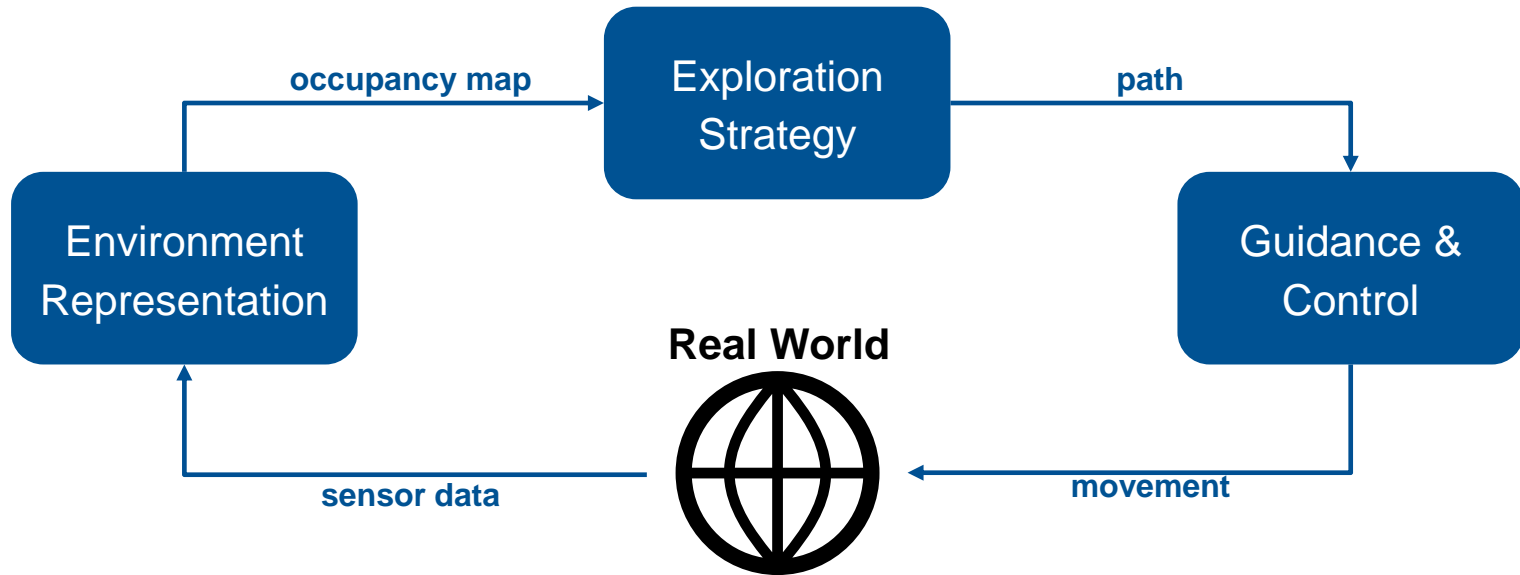 occupancy map
Exploration
Strategy
path
Environment
Representation
Guidance &
Control
Real World
sensor data
movement